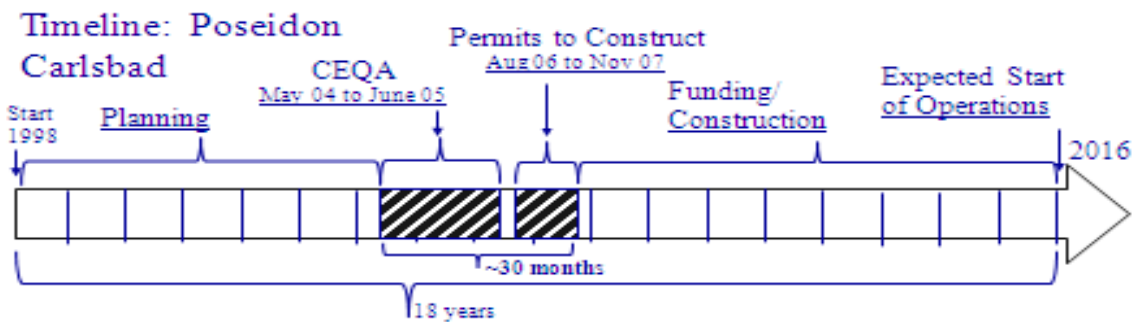 Timeline: Poseidon
Carlsbad
Permits to Construct
Aug 06 to Nov 07
CEQA
May 04 to June 05
Expected Start
of Operations
Funding/
Construction
Start
1998
Planning
2016
~30 months
18 years